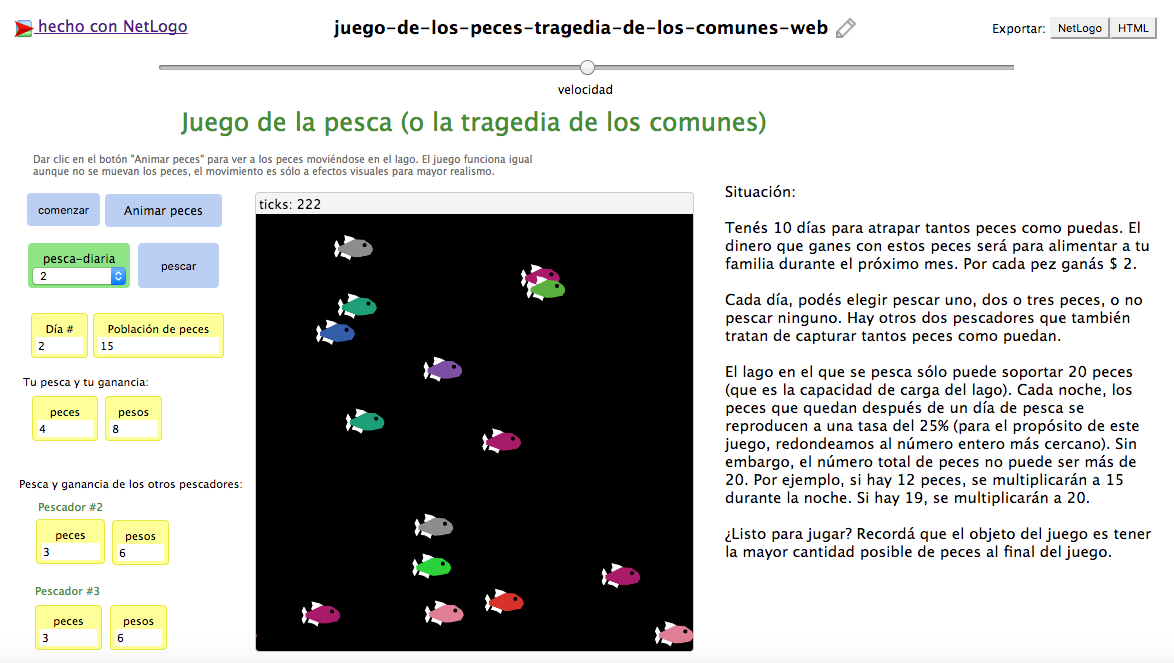 hecho con NetLogo
juego-de-los-peces-tragedia-de-los-comunes-web
Exportar: NetLogo HTML
velocidad
Juego de la pesca (o la tragedia de los comunes)
Dar clic en el botón "Animar peces" para ver a los peces moviéndose en el lago. El juego funciona igual
aunque no se muevan los peces, el movimiento es sólo a efectos visuales para mayor realismo.
comenzar
Animar peces
pesca-diaria
2
pescar
Día #
2
Población de peces
15
Tu pesca y tu ganancia:
peces
4
pesos
8
Pesca y ganancia de los otros pescadores:
Pescador #2
peces
3
pesos
6
Pescador #3
peces
3
pesos
6
ticks: 222
Situación:
Tenés 10 días para atrapar tantos peces como puedas. El
dinero que ganes con estos peces será para alimentar a tu
familia durante el próximo mes. Por cada pez ganás $ 2.
Cada día, podés elegir pescar uno, dos o tres peces, o no
pescar ninguno. Hay otros dos pescadores que también
tratan de capturar tantos peces como puedan.
El lago en el que se pesca sólo puede soportar 20 peces
(que es la capacidad de carga del lago). Cada noche, los
peces que quedan después de un día de pesca se
reproducen a una tasa del 25% (para el propósito de este
juego, redondeamos al número entero más cercano). Sin
embargo, el número total de peces no puede ser más de
20. Por ejemplo, si hay 12 peces, se multiplicarán a 15
durante la noche. Si hay 19, se multiplicarán a 20.
¿Listo para jugar? Recordá que el objeto del juego es tener
la mayor cantidad posible de peces al final del juego.